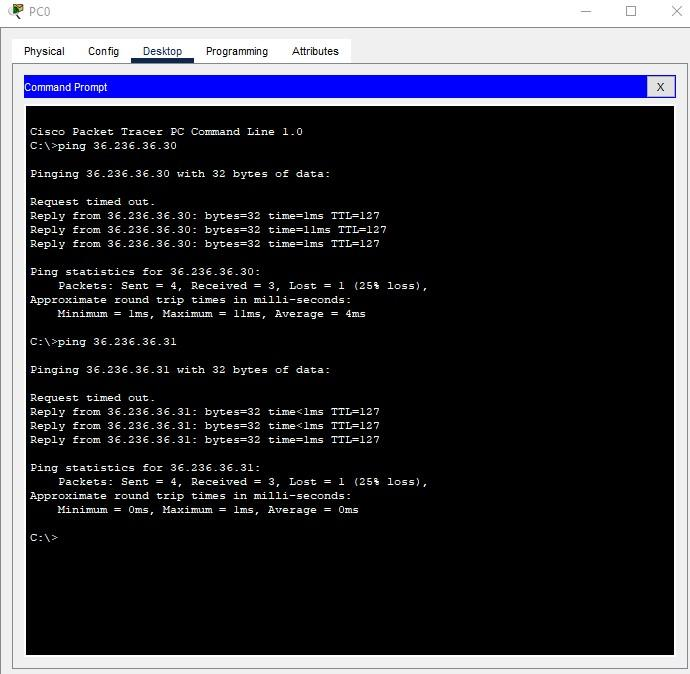 PC0
Physical Config Desktop Programming Attributes
Command Prompt
X
Cisco Packet Tracer PC Command Line 1.0
C:\>ping 36.236.36.30
Pinging 36.236.36.30 with 32 bytes of data:
Request timed out.
Reply from 36.236.36.30: bytes=32 time=1ms TTL=127
Reply from 36.236.36.30: bytes=32 time=11ms TTL=127
Reply from 36.236.36.30: bytes=32 time=1ms TTL=127
Ping statistics for 36.236.36.30:
Packets: Sent = 4, Received = 3, Lost = 1 (25% loss),
Approximate round trip times in milli-seconds:
Minimum = 1ms, Maximum = 11ms, Average = 4ms
C:\>ping 36.236.36.31
Pinging 36.236.36.31 with 32 bytes of data:
Request timed out.
Reply from 36.236.36.31: bytes=32 time<1ms TTL=127
Reply from 36.236.36.31: bytes=32 time<1ms TTL=127
Reply from 36.236.36.31: bytes=32 time=1ms TTL=127
Ping statistics for 36.236.36.31:
Packets: Sent = 4, Received = 3, Lost = 1 (25% loss),
Approximate round trip times in milli-seconds:
Minimum = 0ms, Maximum = 1ms, Average = 0ms
C:\>